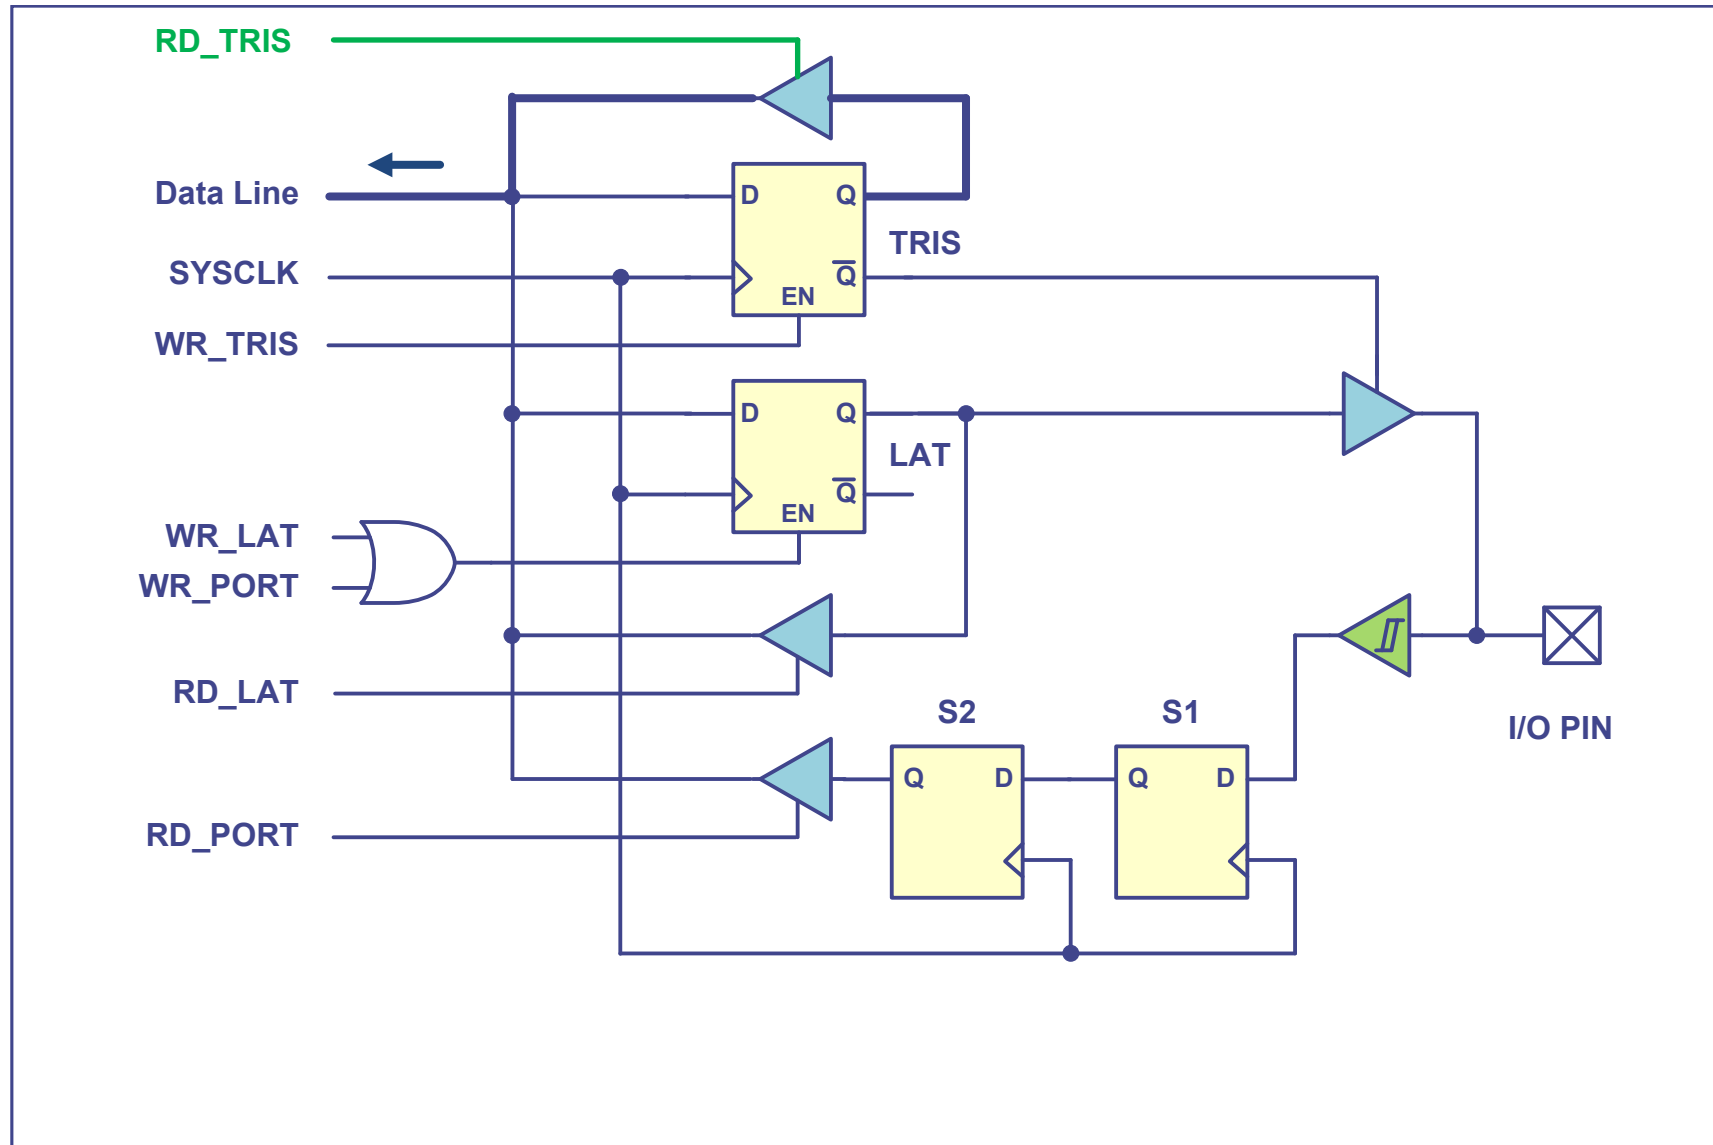 RD_TRIS
Data Line
D
Q
TRIS
SYSCLK
Q
EN
WR_TRIS
D
Q
LAT
Q
EN
WR_LAT
WR_PORT
RD_LAT
S2
S1
I/O PIN
Q
D
Q
D
RD_PORT